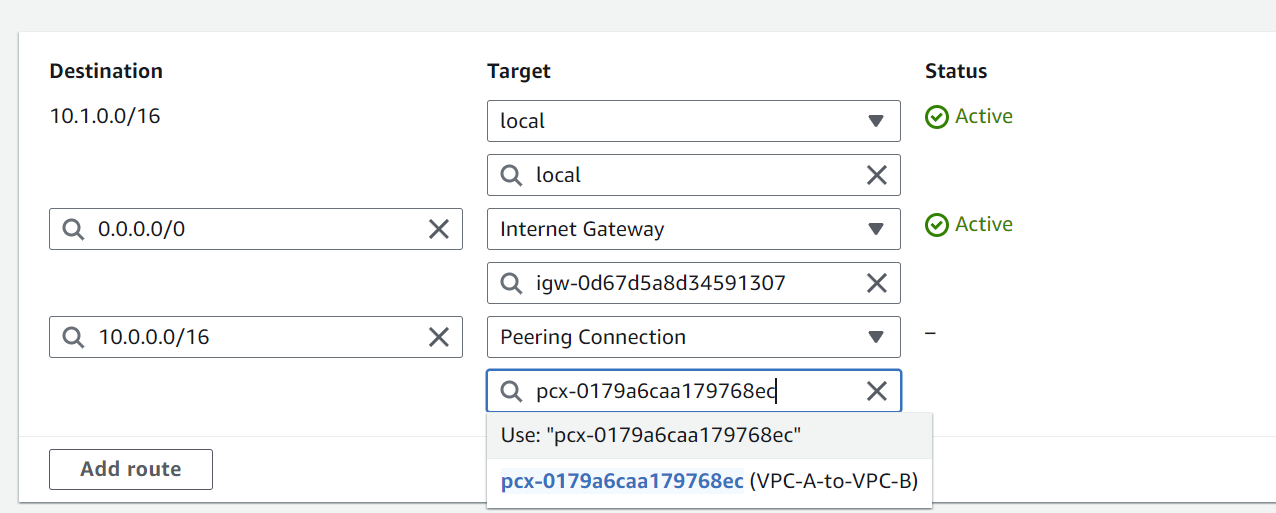 Destination Target Status
10.1.0.0/16 local Active
local
0.0.0.0/0 Internet Gateway Active
igw-0d67d5a8d34591307
10.0.0.0/16 Peering Connection –
pcx-0179a6caa179768ec
Use: "pcx-0179a6caa179768ec"
Add route
pcx-0179a6caa179768ec (VPC-A-to-VPC-B)